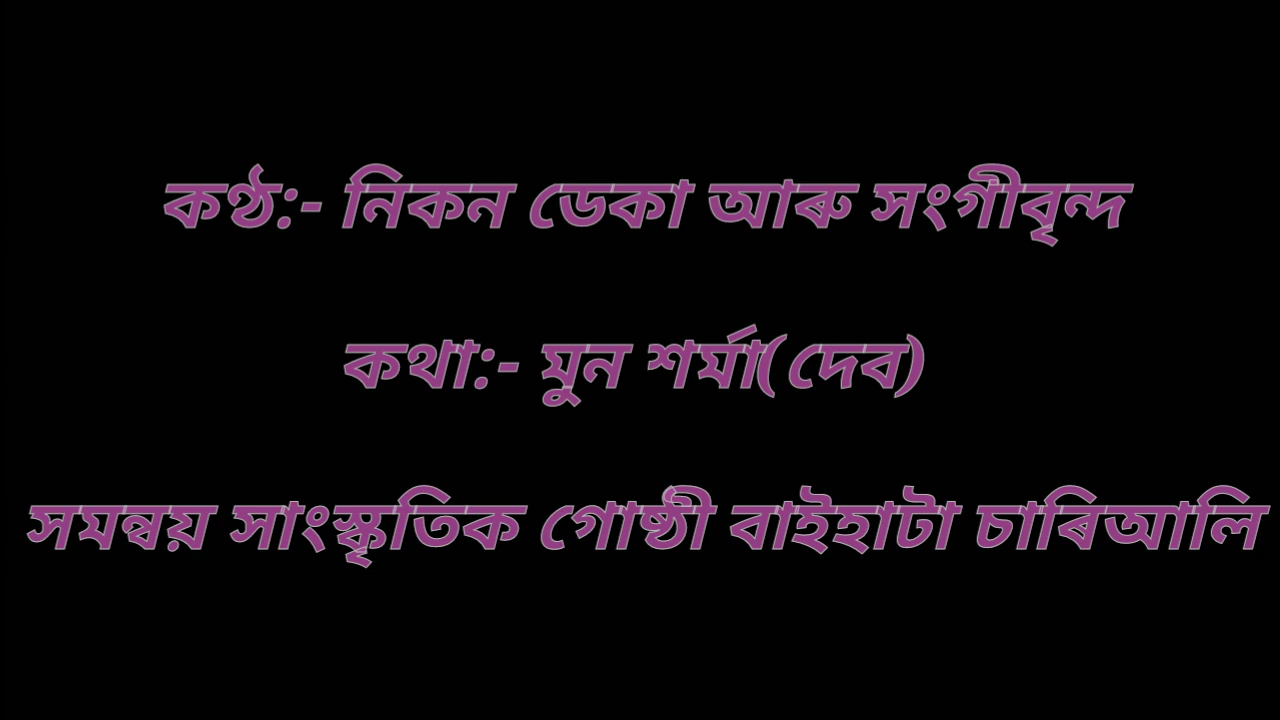 কণ্ঠ:- নিকন ডেকা আৰু সংগীবৃন্দ
কথা:- মুন শৰ্মা(দেব)
সমন্বয় সাংস্কৃতিক গোষ্ঠী বাইহাটা চাৰিআলি